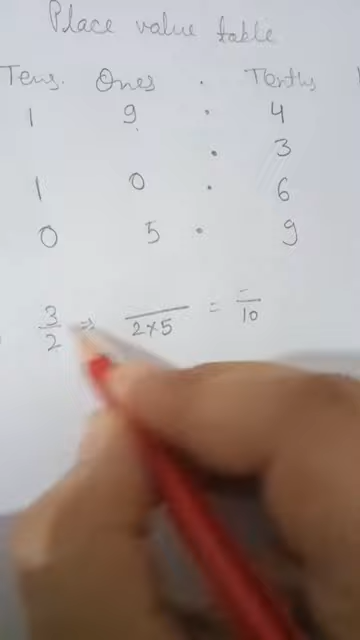 Place value table
Tens. Ones . Tenths
1 9 . 4
. 3
1 0 . 6
0 5 . 9
3/2 ⇒ /2×5 = -/10